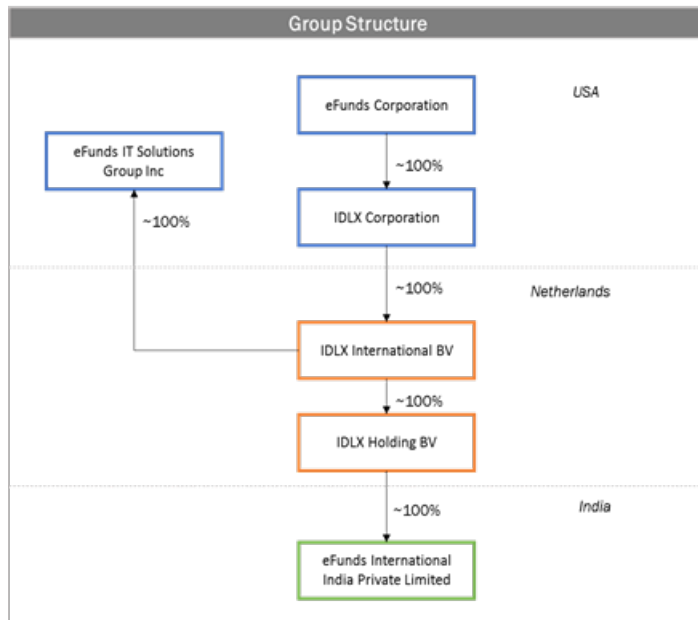 Group Structure
USA
eFunds Corporation
eFunds IT Solutions
Group Inc
~100%
IDLX Corporation
~100%
~100%
Netherlands
IDLX International BV
~100%
IDLX Holding BV
~100%
India
eFunds International
India Private Limited